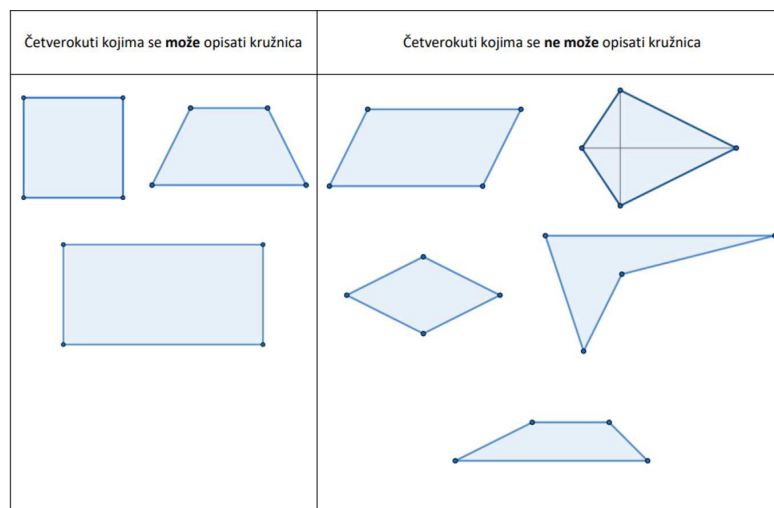 Četverokuti kojima se može opisati kružnica
Četverokuti kojima se ne može opisati kružnica